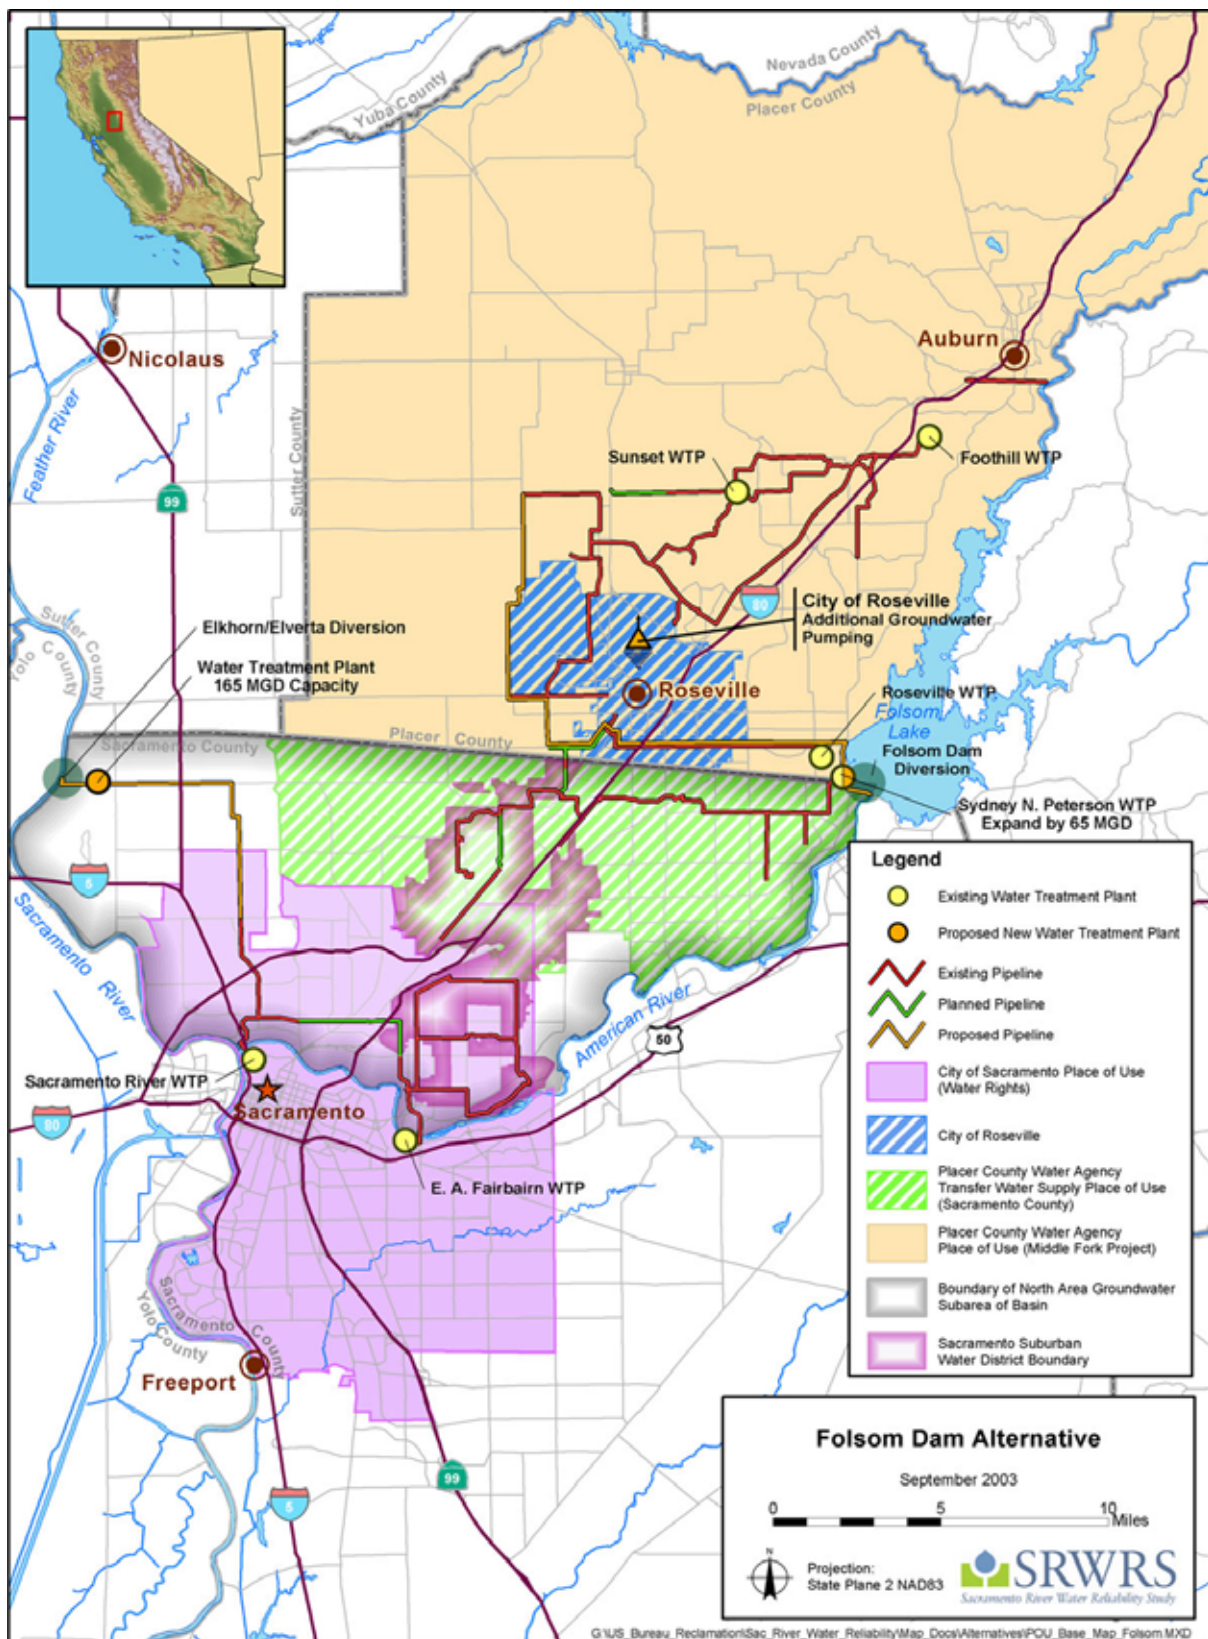 Nevada County
Placer County
Yuba County
Sutter County
Nicolaus
Auburn
Feather River
99
Sunset WTP
Foothill WTP
80
City of Roseville
Additional Groundwater
Pumping
Elkhorn/Elverta Diversion
Water Treatment Plant
165 MGD Capacity
Sutter County
Yolo County
Roseville
Roseville WTP
Folsom
Lake
Folsom Dam
Diversion
Placer County
Sacramento County
Sydney N. Peterson WTP
Expand by 65 MGD
5
Sacramento River
American River
50
Sacramento River WTP
Sacramento
80
E. A. Fairbairn WTP
Sacramento County
Yolo County
Freeport
99
5
Legend
Existing Water Treatment Plant
Proposed New Water Treatment Plant
Existing Pipeline
Planned Pipeline
Proposed Pipeline
City of Sacramento Place of Use
(Water Rights)
City of Roseville
Placer County Water Agency
Transfer Water Supply Place of Use
(Sacramento County)
Placer County Water Agency
Place of Use (Middle Fork Project)
Boundary of North Area Groundwater
Subarea of Basin
Sacramento Suburban
Water District Boundary
Folsom Dam Alternative
September 2003
0 5 10
Miles
N
Projection:
State Plane 2 NAD83
SRWRS
Sacramento River Water Reliability Study
G:\US_Bureau_Reclamation\Sac_River_Water_Reliability\Map_Docs\Alternatives\POU_Base_Map_Folsom.MXD